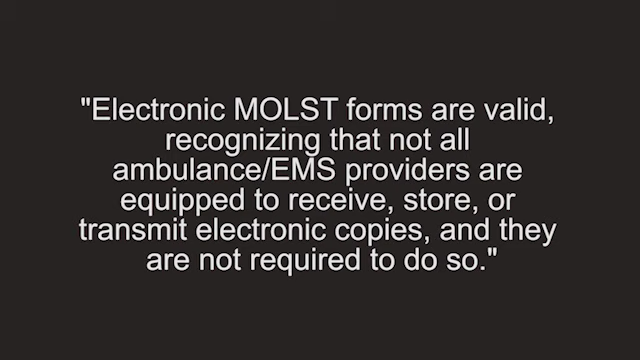 "Electronic MOLST forms are valid,
recognizing that not all
ambulance/EMS providers are
equipped to receive, store, or
transmit electronic copies, and they
are not required to do so."